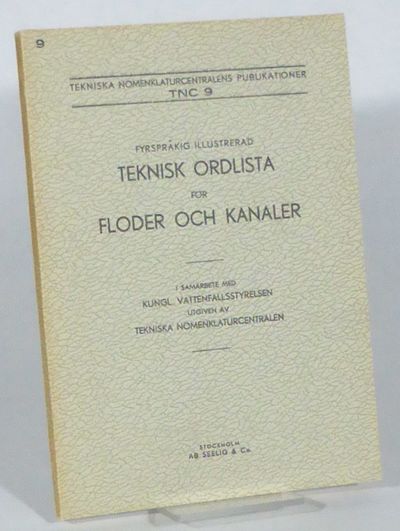 9
TEKNISKA NOMENKLATURCENTRALENS PUBLIKATIONER
TNC 9
FYRSPRÅKIG ILLUSTRERAD
TEKNISK ORDLISTA
FÖR
FLODER OCH KANALER
I SAMARBETE MED
KUNGL. VATTENFALLSSTYRELSEN
UTGIVEN AV
TEKNISKA NOMENKLATURCENTRALEN
STOCKHOLM
AB SEELIG & Co.